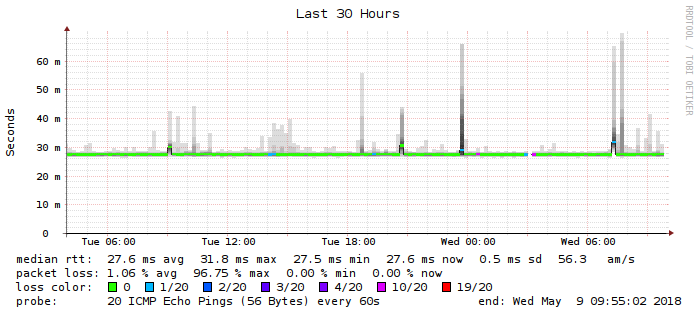 Last 30 Hours
RRDTOOL / TOBI OETIKER
Seconds
60 m
50 m
40 m
30 m
20 m
10 m
0
Tue 06:00 Tue 12:00 Tue 18:00 Wed 00:00 Wed 06:00
median rtt: 27.6 ms avg 31.8 ms max 27.5 ms min 27.6 ms now 0.5 ms sd 56.3 am/s
packet loss: 1.06 % avg 96.75 % max 0.00 % min 0.00 % now
loss color: 0 1/20 2/20 3/20 4/20 10/20 19/20
probe: 20 ICMP Echo Pings (56 Bytes) every 60s end: Wed May 9 09:55:02 2018